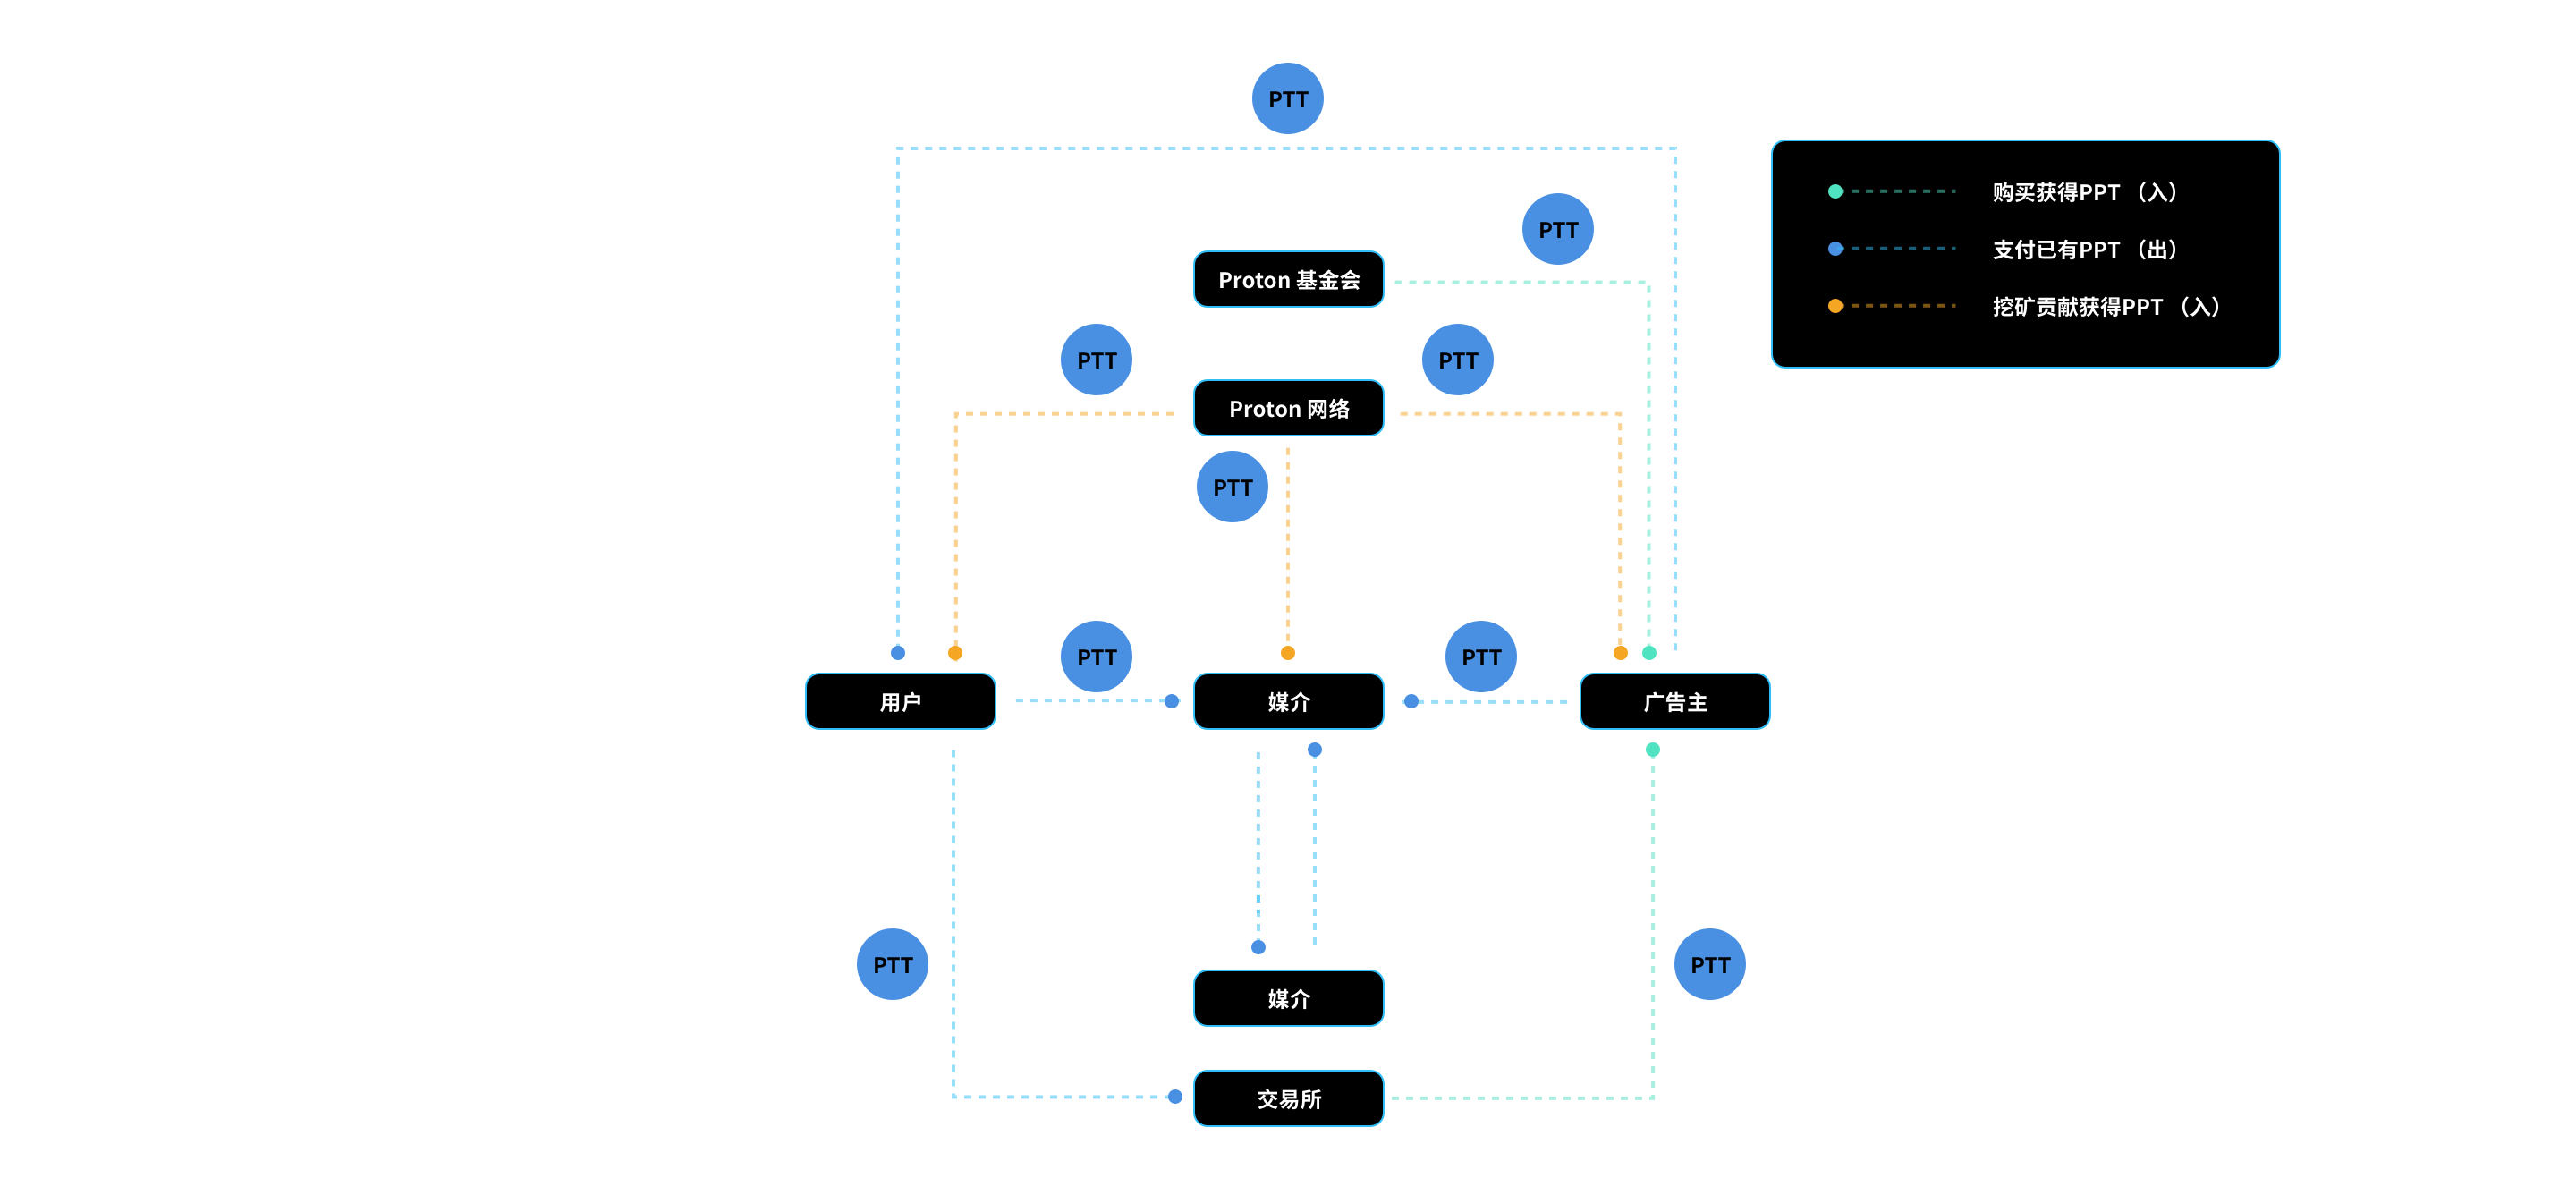 PTT
购买获得PPT （入）
PTT
支付已有PPT （出）
Proton 基金会
挖矿贡献获得PPT （入）
PTT
PTT
Proton 网络
PTT
PTT
PTT
用户
媒介
广告主
PTT
PTT
媒介
交易所